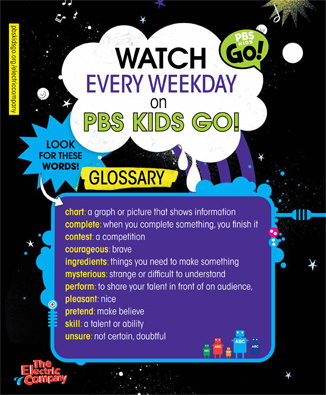 pbskidsgo.org/electriccompany
PBS
KIDS
GO!
WATCH
EVERY WEEKDAY
on
PBS KIDS GO!
LOOK
FOR THESE
WORDS!
GLOSSARY
chart: a graph or picture that shows information
complete: when you complete something, you finish it
contest: a competition
courageous: brave
ingredients: things you need to make something
mysterious: strange or difficult to understand
perform: to share your talent in front of an audience,
pleasant: nice
pretend: make believe
skill: a talent or ability
unsure: not certain, doubtful
ABC
ABC
The
Electric
Company